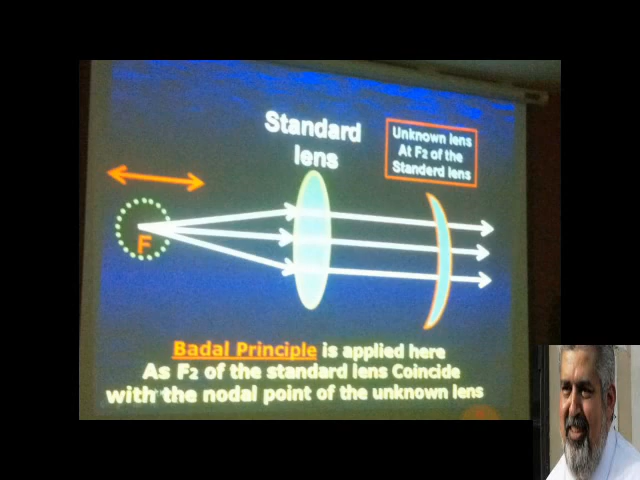 Standard
lens
Unknown lens
At F2 of the
Standerd lens
F
Badal Principle is applied here
As F2 of the standard lens Coincide
with the nodal point of the unknown lens